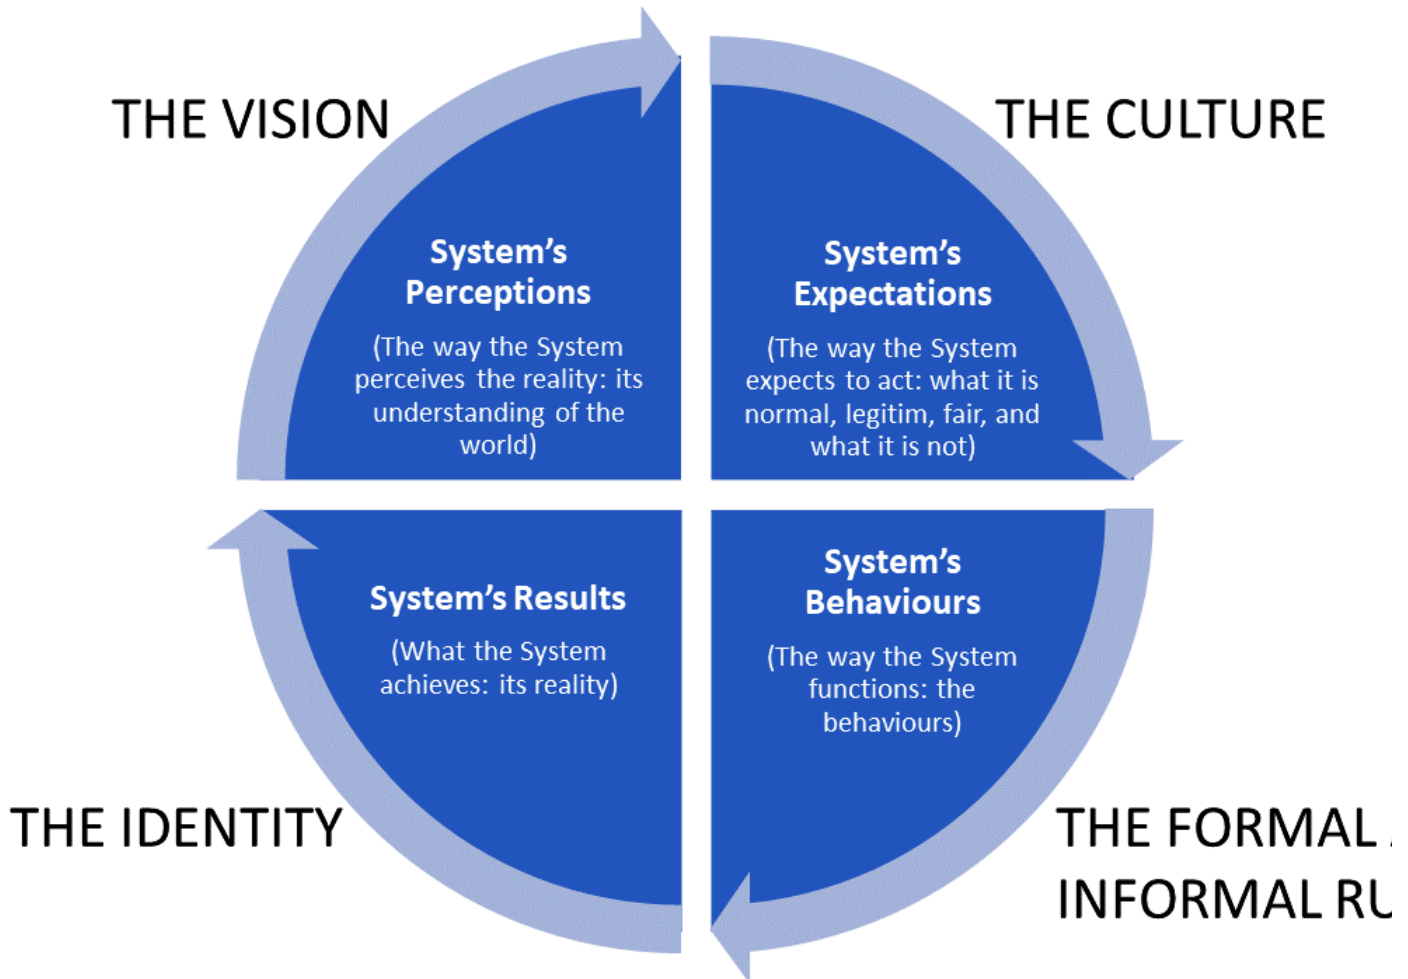 THE VISION
THE CULTURE
System’s
Perceptions
(The way the System
perceives the reality: its
understanding of the
world)
System’s
Expectations
(The way the System
expects to act: what it is
normal, legitim, fair, and
what it is not)
System’s Results
(What the System
achieves: its reality)
System’s
Behaviours
(The way the System
functions: the
behaviours)
THE IDENTITY
THE FORMAL
INFORMAL